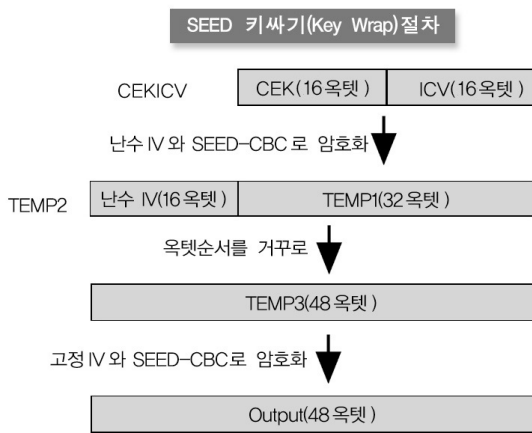 SEED 키싸기(Key Wrap)절차
CEKICV CEK(16옥텟) ICV(16옥텟)
난수 IV와 SEED-CBC로 암호화
TEMP2 난수 IV(16옥텟) TEMP1(32옥텟)
옥텟순서를 거꾸로
TEMP3(48옥텟)
고정 IV와 SEED-CBC로 암호화
Output(48옥텟)